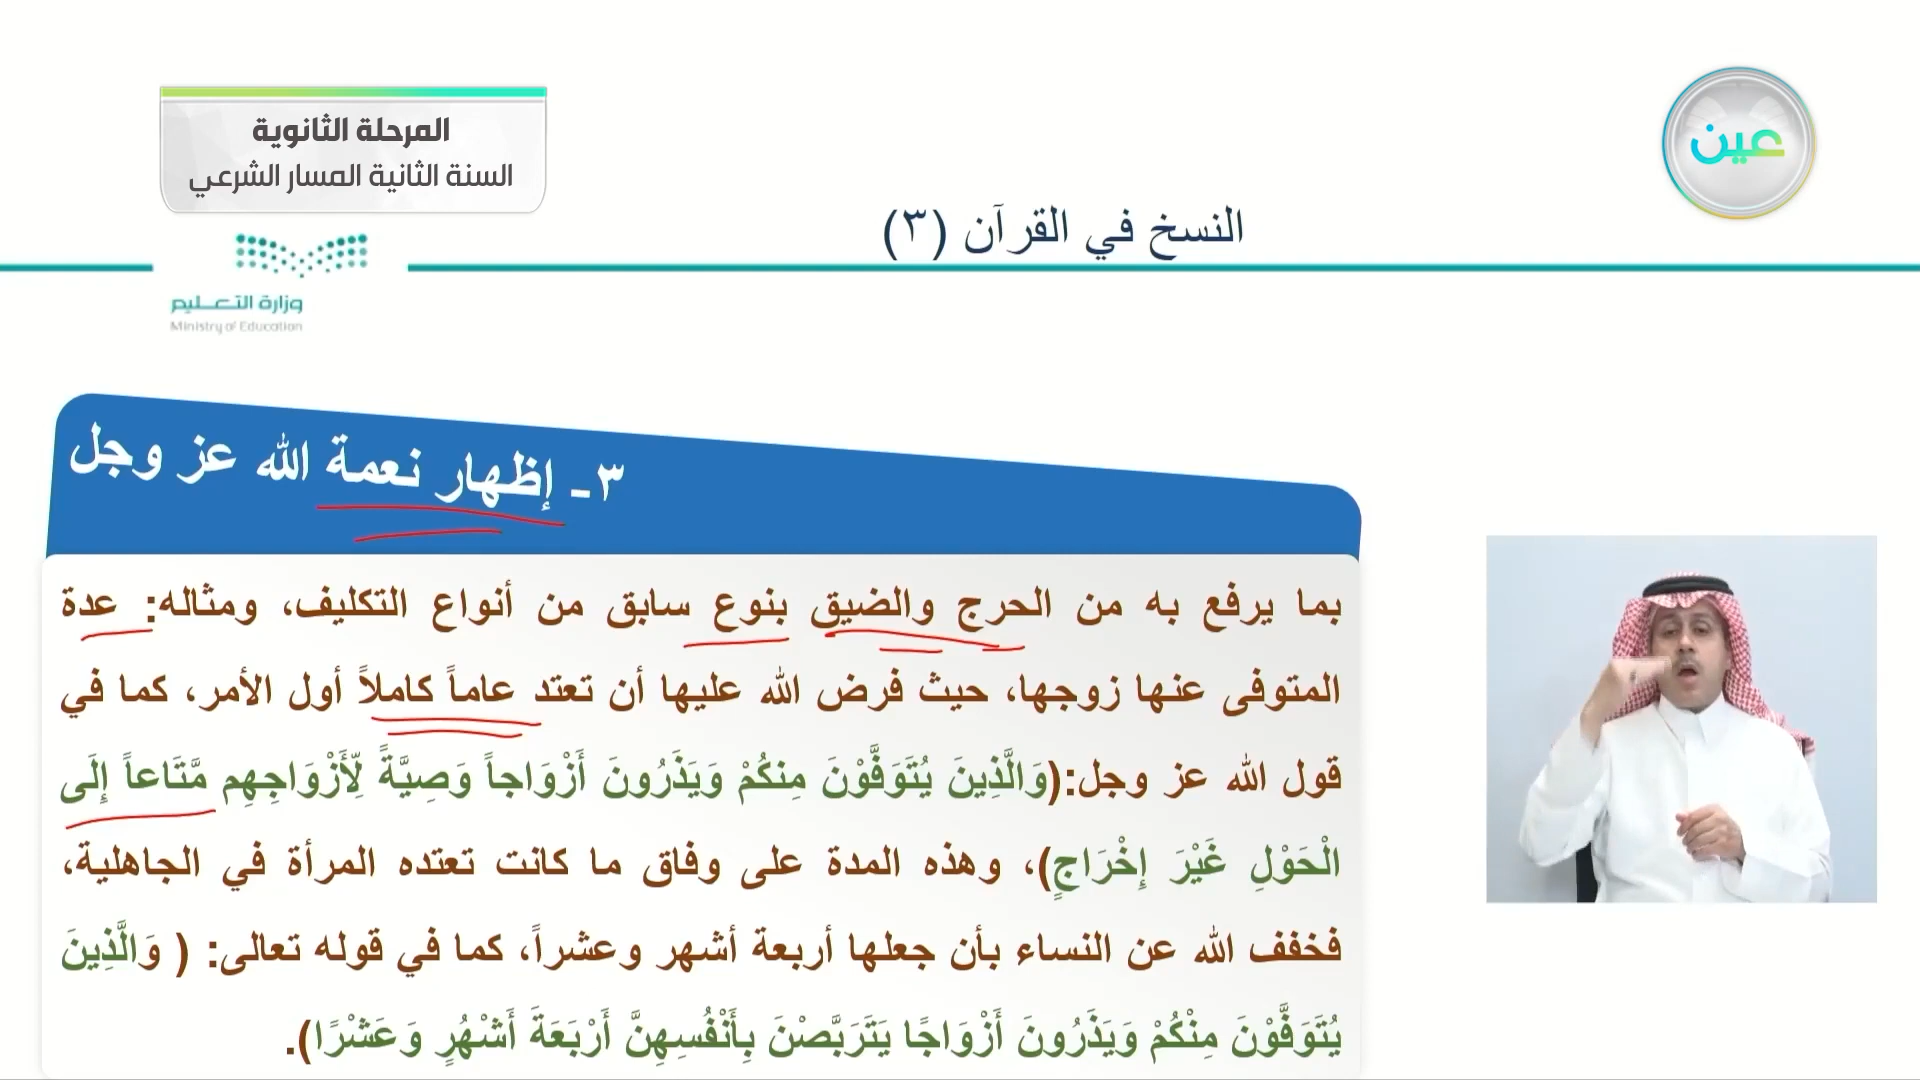 المرحلة الثانوية
السنة الثانية المسار الشرعي
عين
النسخ في القرآن (٣)
وزارة التعليم
Ministry of Education
٣- إظهار نعمة الله عز وجل
بما يرفع به من الحرج والضيق بنوع سابق من أنواع التكليف، ومثاله: عدة
المتوفى عنها زوجها، حيث فرض الله عليها أن تعتد عاماً كاملاً أول الأمر، كما في
قول الله عز وجل:(وَالَّذِينَ يُتَوَفَّوْنَ مِنكُمْ وَيَذَرُونَ أَزْوَاجاً وَصِيَّةً لِّأَزْوَاجِهِم مَّتَاعاً إِلَى
الْحَوْلِ غَيْرَ إِخْرَاجٍ)، وهذه المدة على وفاق ما كانت تعتده المرأة في الجاهلية،
فخفف الله عن النساء بأن جعلها أربعة أشهر وعشراً، كما في قوله تعالى: ( وَالَّذِينَ
يُتَوَفَّوْنَ مِنْكُمْ وَيَذَرُونَ أَزْوَاجًا يَتَرَبَّصْنَ بِأَنْفُسِهِنَّ أَرْبَعَةَ أَشْهُرٍ وَعَشْرًا).